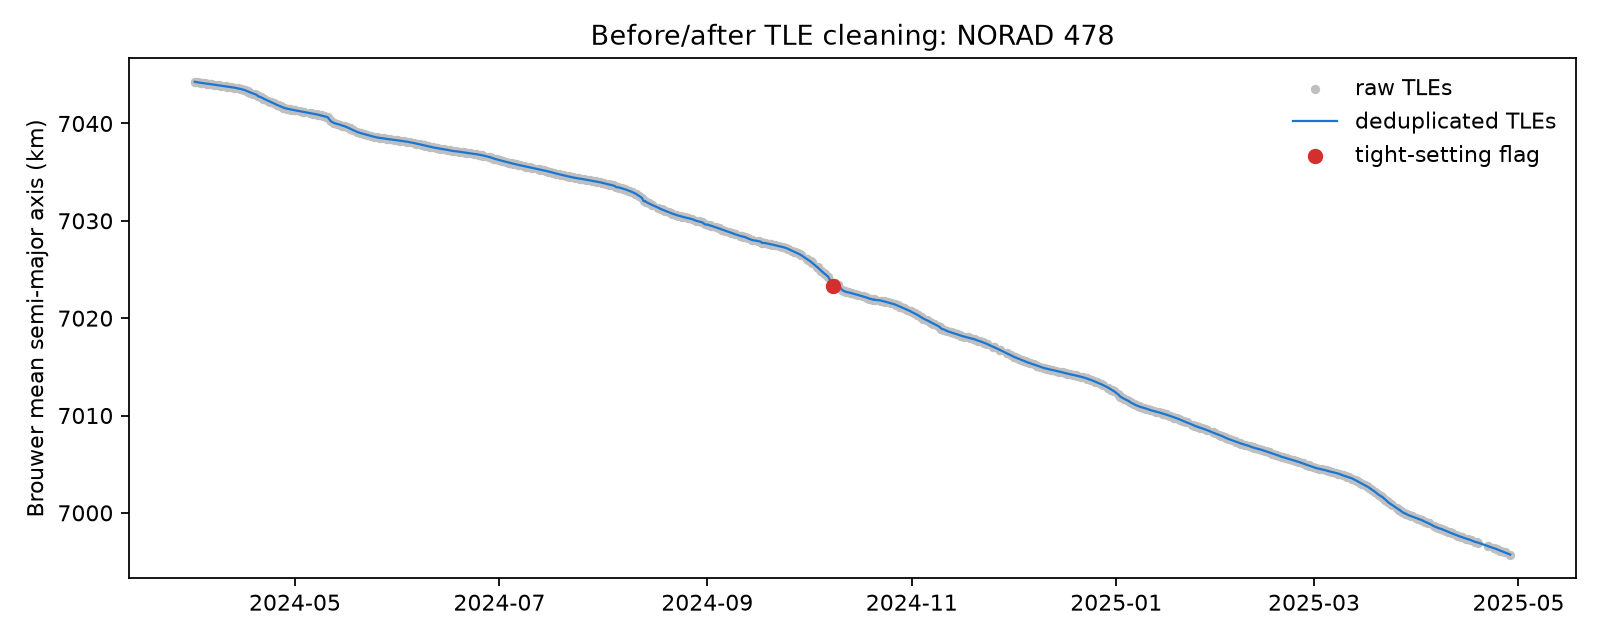 Before/after TLE cleaning: NORAD 478
raw TLEs
deduplicated TLEs
tight-setting flag
Brouwer mean semi-major axis (km)
7040
7030
7020
7010
7000
2024-05
2024-07
2024-09
2024-11
2025-01
2025-03
2025-05